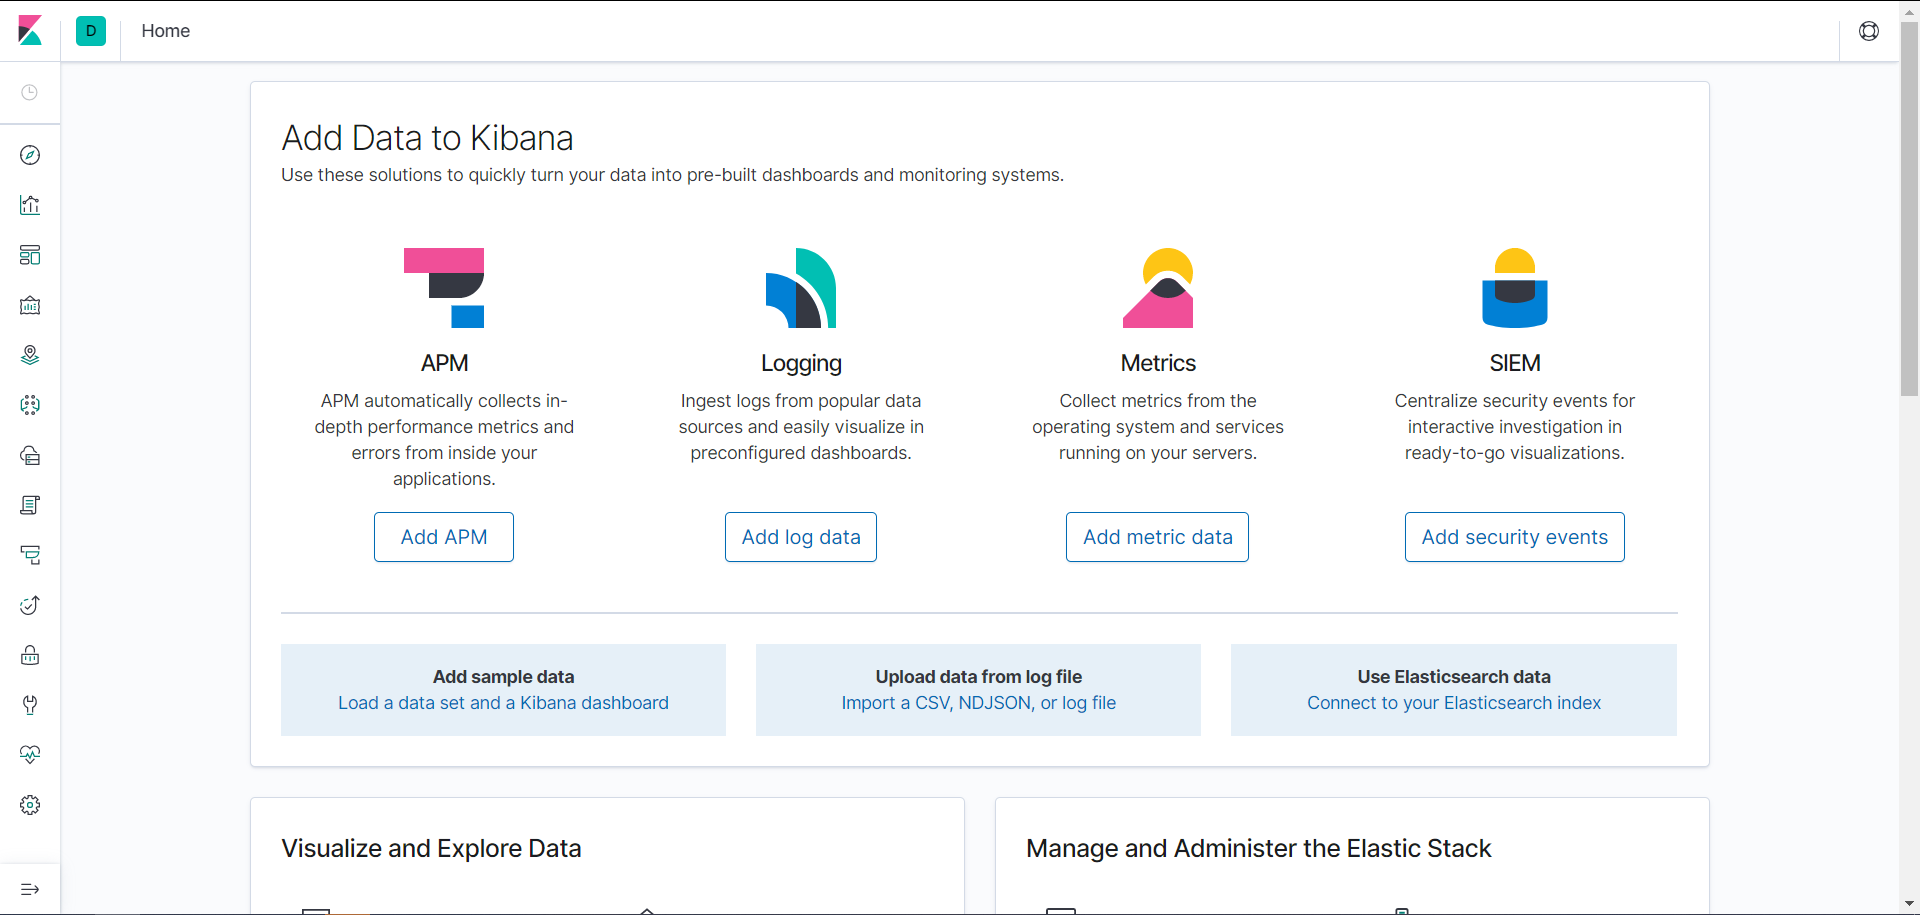 D
Home
Add Data to Kibana
Use these solutions to quickly turn your data into pre-built dashboards and monitoring systems.
APM
APM automatically collects in-
depth performance metrics and
errors from inside your
applications.
Add APM
Logging
Ingest logs from popular data
sources and easily visualize in
preconfigured dashboards.
Add log data
Metrics
Collect metrics from the
operating system and services
running on your servers.
Add metric data
SIEM
Centralize security events for
interactive investigation in
ready-to-go visualizations.
Add security events
Add sample data
Load a data set and a Kibana dashboard
Upload data from log file
Import a CSV, NDJSON, or log file
Use Elasticsearch data
Connect to your Elasticsearch index
Visualize and Explore Data
Manage and Administer the Elastic Stack